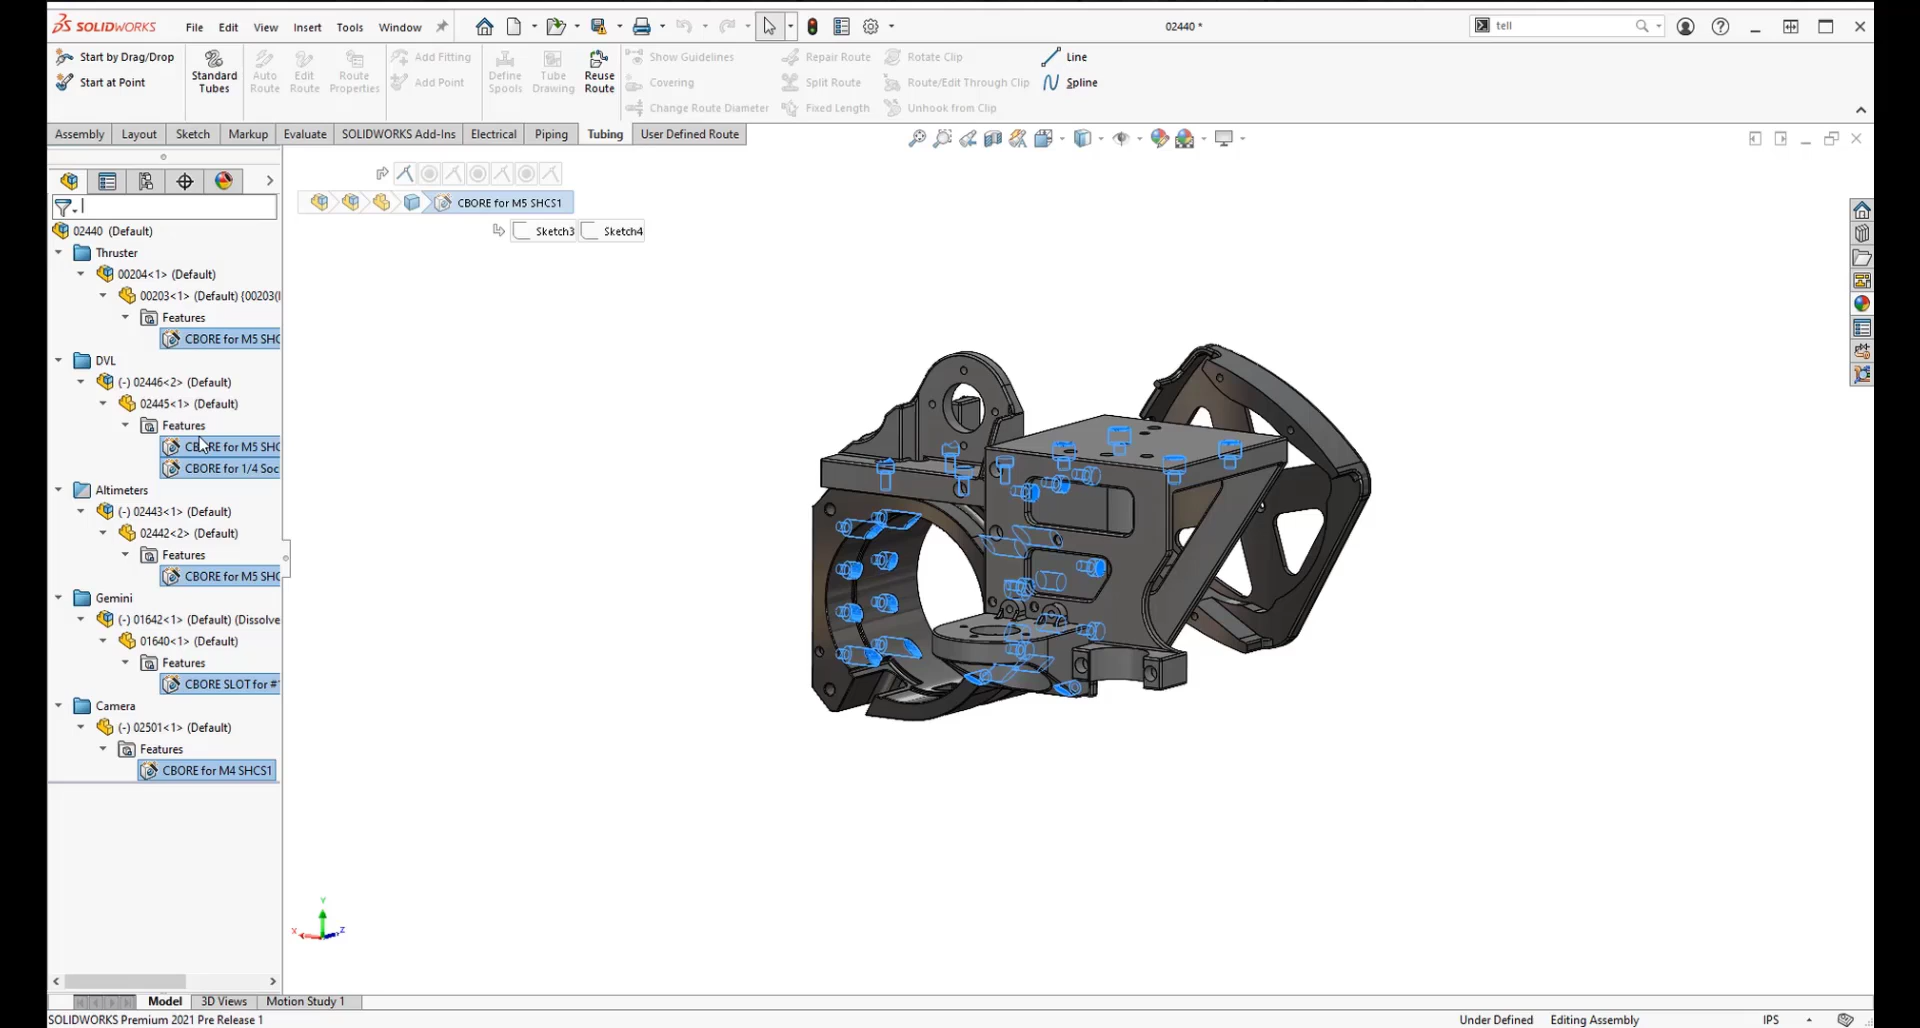 SOLIDWORKS File Edit View Insert Tools Window 02440 * tell
Start by Drag/Drop
Start at Point
Standard Tubes
Auto Route
Edit Route
Route Properties
Add Fitting
Add Point
Define Spools
Tube Drawing
Reuse Route
Show Guidelines
Covering
Change Route Diameter
Repair Route
Split Route
Fixed Length
Rotate Clip
Route/Edit Through Clip
Unhook from Clip
Line
Spline
Assembly Layout Sketch Markup Evaluate SOLIDWORKS Add-Ins Electrical Piping Tubing User Defined Route
CBORE for M5 SHCS1
Sketch3 Sketch4
02440 (Default)
Thruster
00204<1> (Default)
00203<1> (Default) {00203(
Features
CBORE for M5 SHC
DVL
(-) 02446<2> (Default)
02445<1> (Default)
Features
CBORE for M5 SHC
CBORE for 1/4 Soc
Altimeters
(-) 02443<1> (Default)
02442<2> (Default)
Features
CBORE for M5 SHC
Gemini
(-) 01642<1> (Default) (Dissolve
01640<1> (Default)
Features
CBORE SLOT for #
Camera
(-) 02501<1> (Default)
Features
CBORE for M4 SHCS1
Y
X
Z
Model 3D Views Motion Study 1
SOLIDWORKS Premium 2021 Pre Release 1 Under Defined Editing Assembly IPS